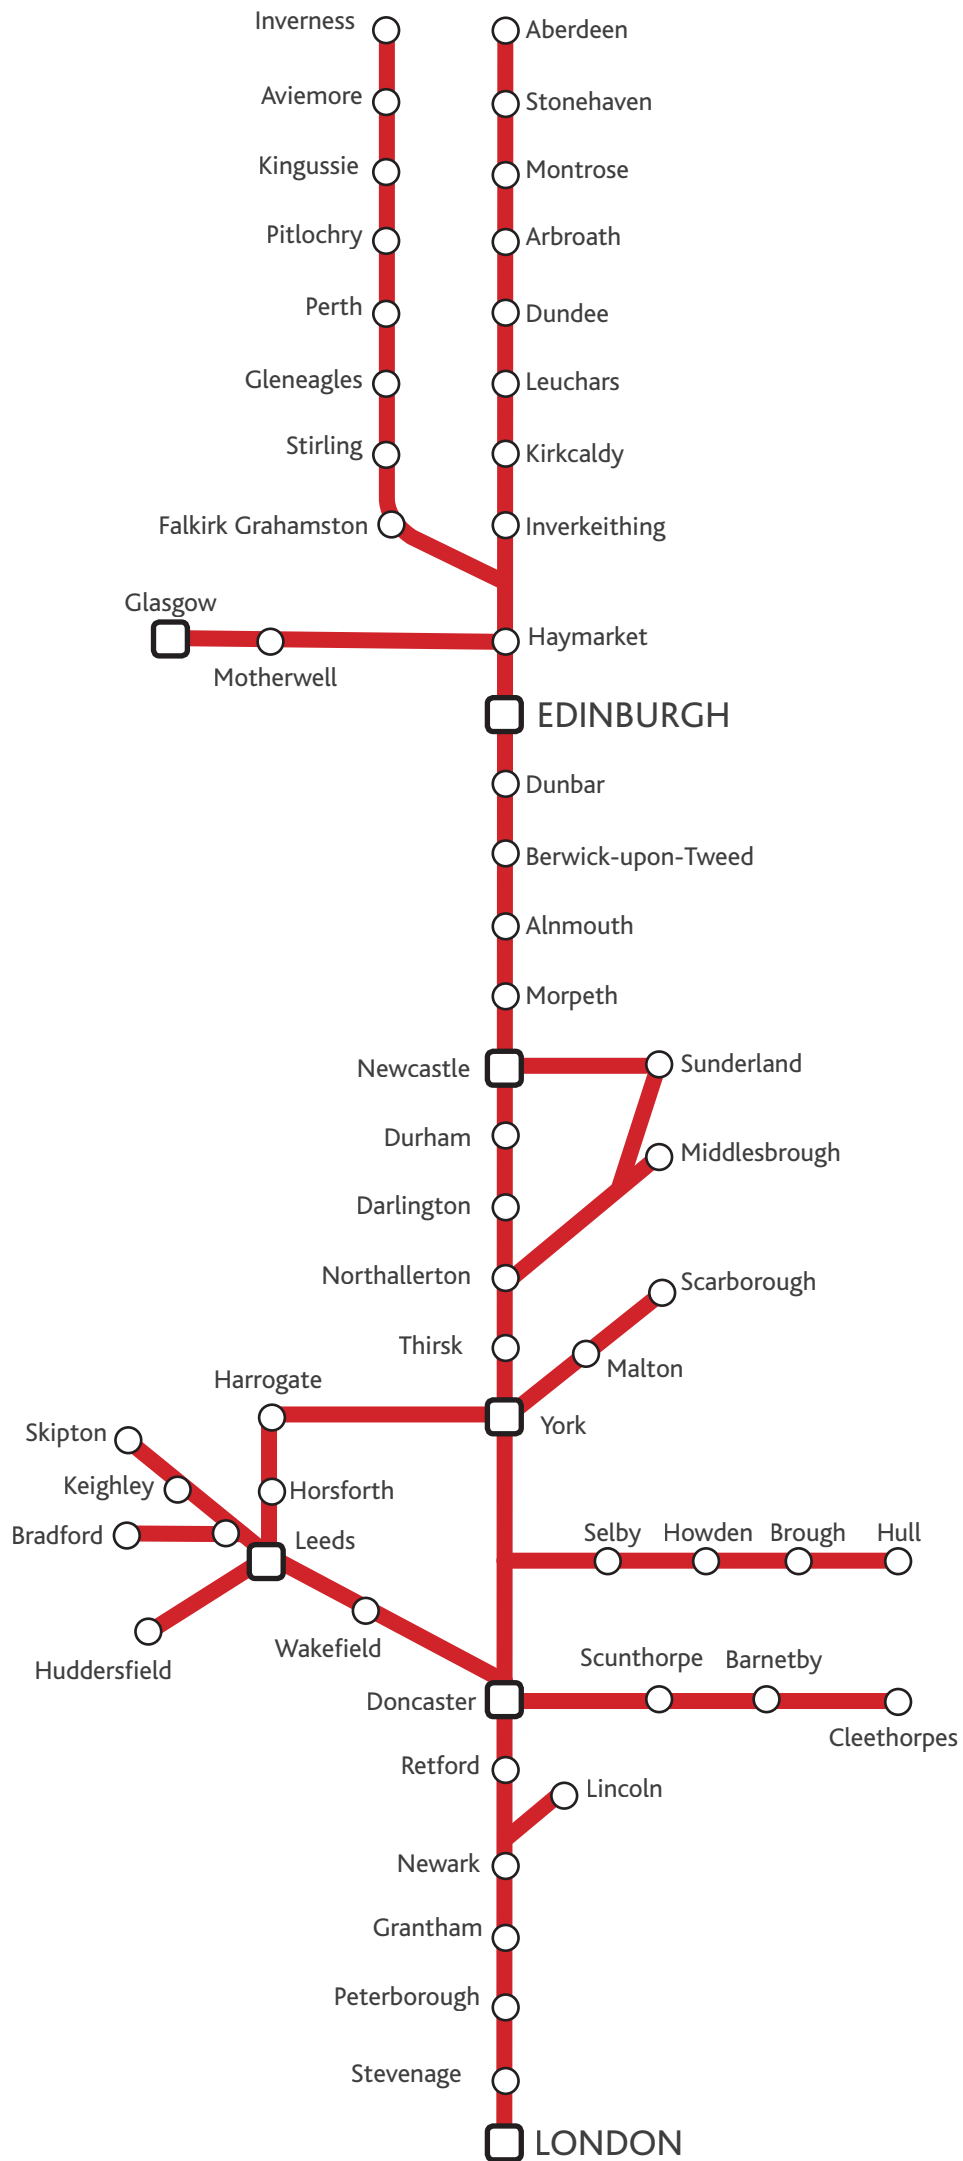 Inverness
Aberdeen
Aviemore
Stonehaven
Kingussie
Montrose
Pitlochry
Arbroath
Perth
Dundee
Gleneagles
Leuchars
Stirling
Kirkcaldy
Falkirk Grahamston
Inverkeithing
Glasgow
Haymarket
Motherwell
EDINBURGH
Dunbar
Berwick-upon-Tweed
Alnmouth
Morpeth
Newcastle
Sunderland
Durham
Middlesbrough
Darlington
Northallerton
Scarborough
Thirsk
Malton
Harrogate
York
Skipton
Keighley
Horsforth
Bradford
Leeds
Selby
Howden
Brough
Hull
Huddersfield
Wakefield
Scunthorpe
Barnetby
Doncaster
Cleethorpes
Retford
Lincoln
Newark
Grantham
Peterborough
Stevenage
LONDON